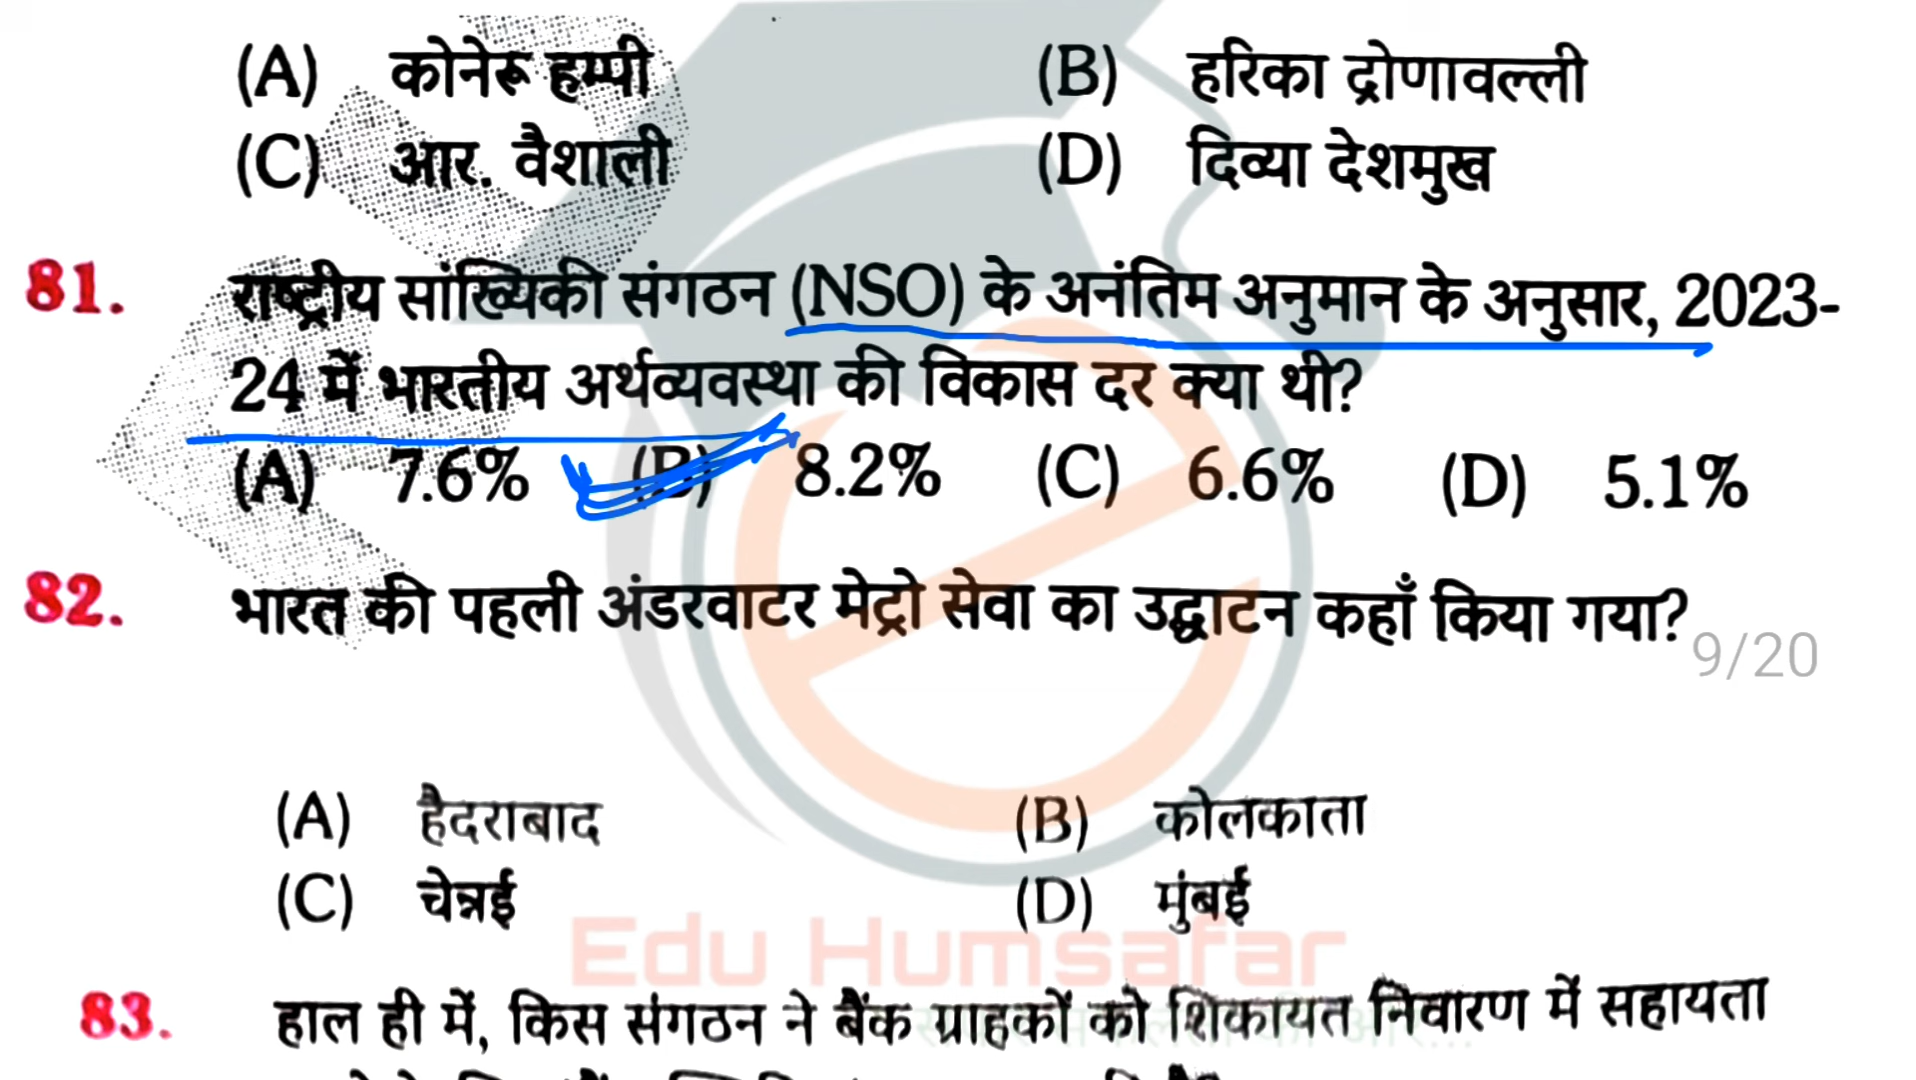 (A) कोनेरू हम्पी (B) हरिका द्रोणावल्ली
(C) आर. वैशाली (D) दिव्या देशमुख
81. राष्ट्रीय सांख्यिकी संगठन (NSO) के अनंतिम अनुमान के अनुसार, 2023-
24 में भारतीय अर्थव्यवस्था की विकास दर क्या थी?
(A) 7.6% (B) 8.2% (C) 6.6% (D) 5.1%
82. भारत की पहली अंडरवाटर मेट्रो सेवा का उद्घाटन कहाँ किया गया?
9/20
(A) हैदराबाद (B) कोलकाता
(C) चेन्नई (D) मुंबई
Edu Humsafar
83. हाल ही में, किस संगठन ने बैंक ग्राहकों को शिकायत निवारण में सहायता